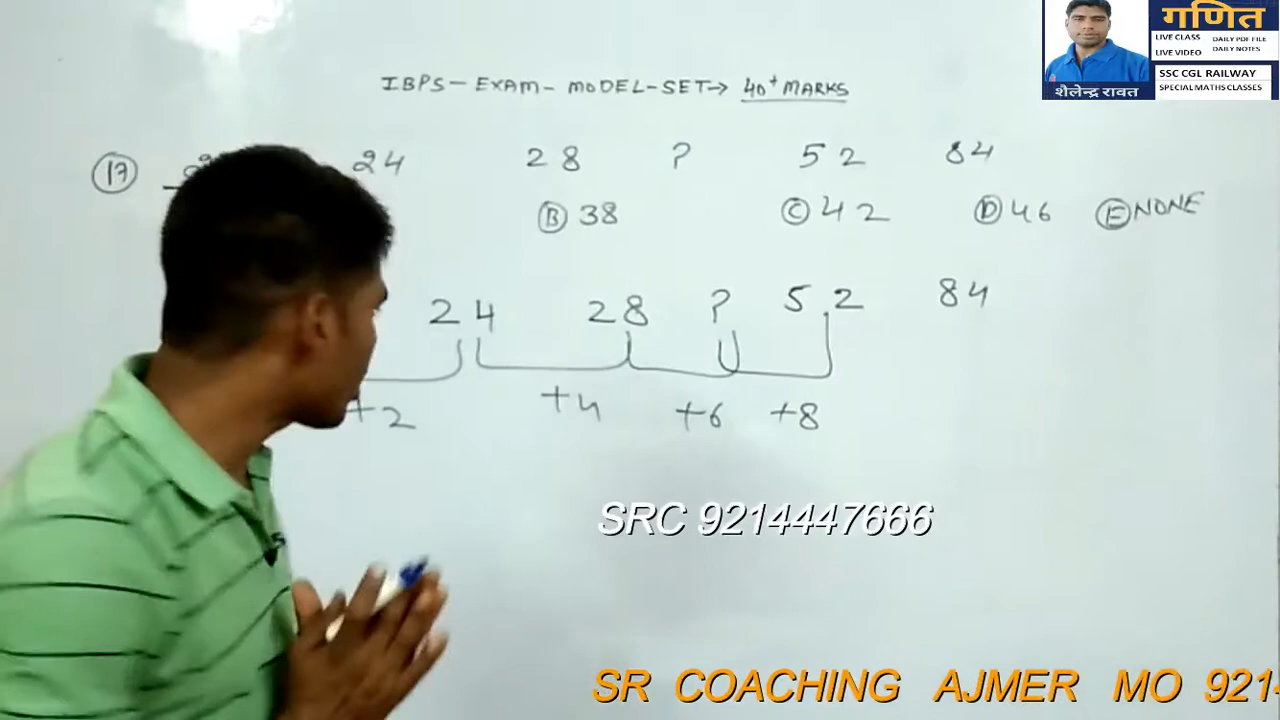 गणित
LIVE CLASS DAILY PDF FILE
LIVE VIDEO DAILY NOTES
SSC CGL RAILWAY
SPECIAL MATHS CLASSES
शैलेन्द्र रावत
IBPS-EXAM-MODEL-SET→ 40+ MARKS
17 24 28 ? 52 84
B 38 C 42 D 46 E NONE
24 28 ? 52 84
+2 +4 +6 +8
SRC 9214447666
SR COACHING AJMER MO 921